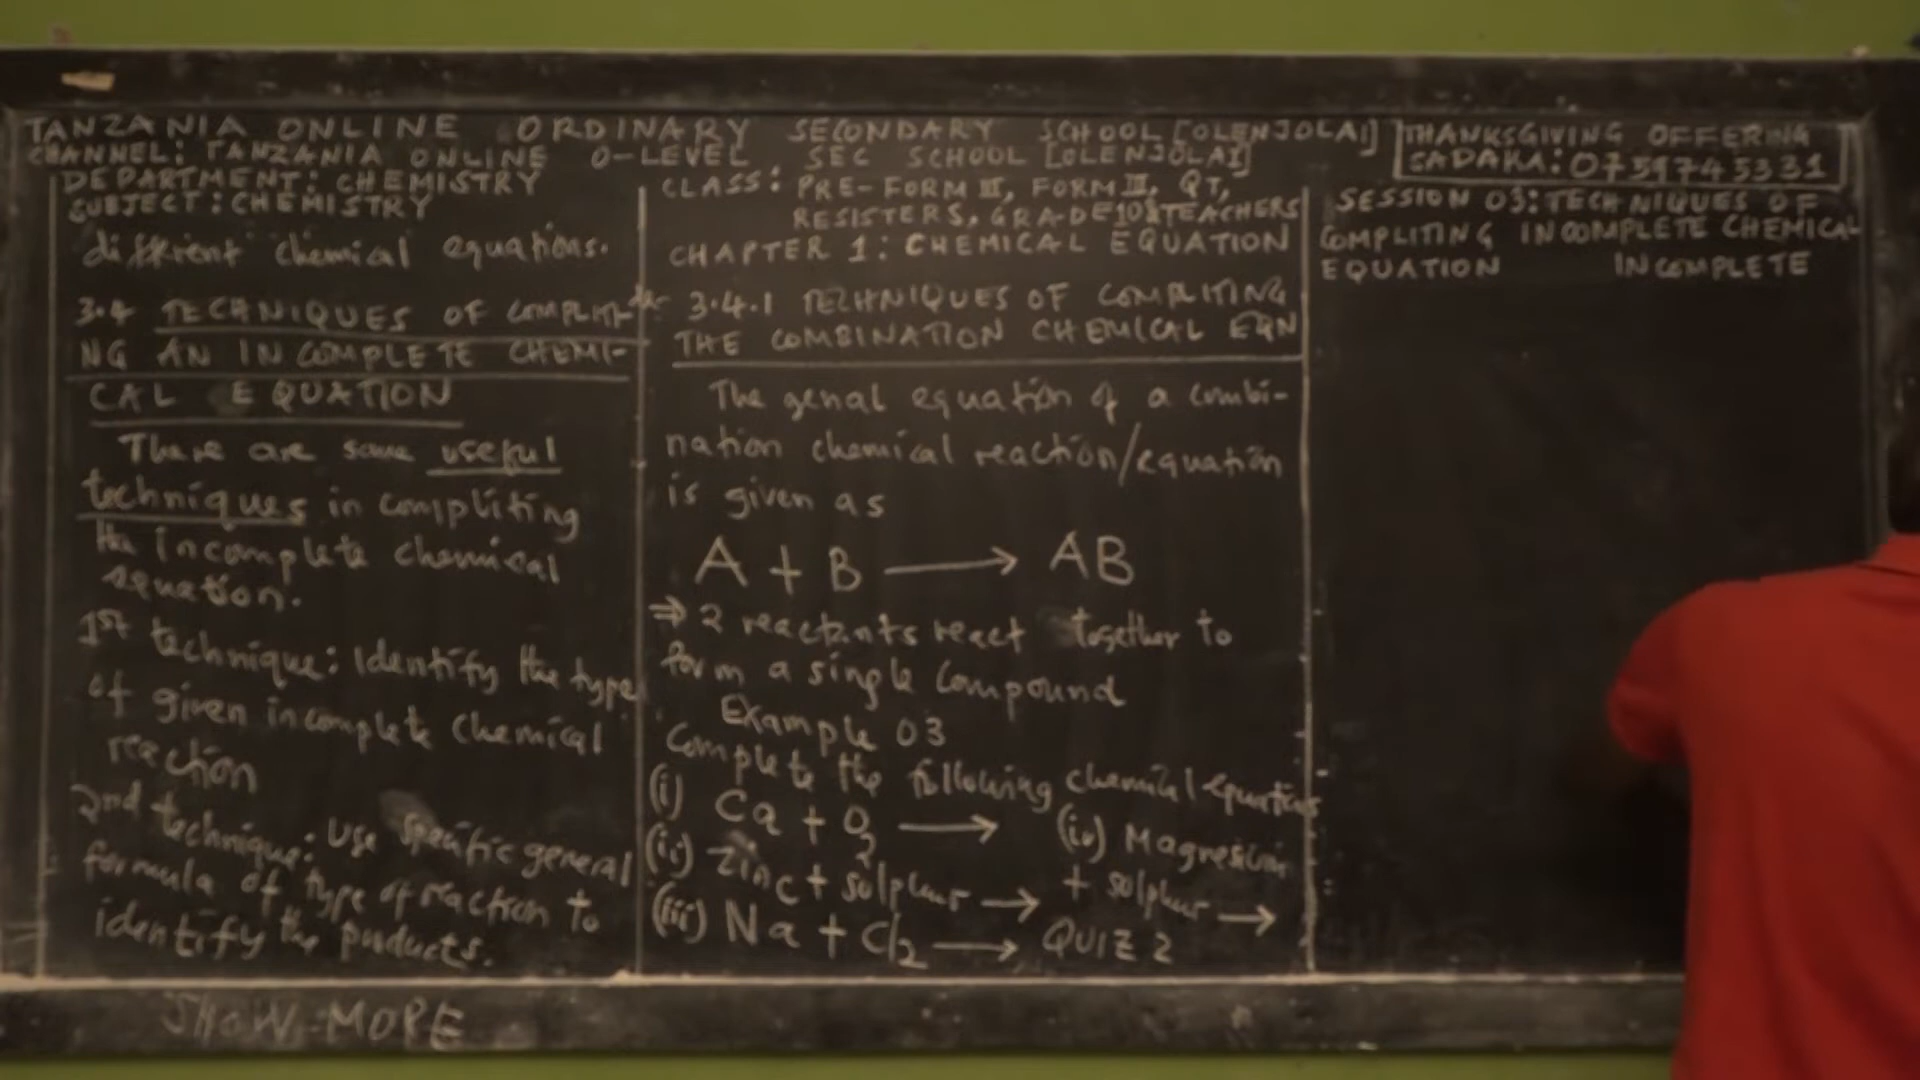 TANZANIA ONLINE ORDINARY SECONDARY SCHOOL [OLENJOLAI]
CHANNEL: TANZANIA ONLINE O-LEVEL SEC SCHOOL [OLENJOLAI]
THANKSGIVING OFFERING
SADAKA: 0759745331
DEPARTMENT: CHEMISTRY
SUBJECT: CHEMISTRY
different chemical equations.
3.4 TECHNIQUES OF COMPLITI-
NG AN INCOMPLETE CHEMI-
CAL EQUATION
There are some useful
techniques in compliting
the incomplete chemical
equation.
1st technique: Identify the type
of given incomplete chemical
reaction
2nd technique: Use specific general
formula of type of reaction to
identify the products.
SHOW MORE
CLASS: PRE-FORM II, FORM III, QT,
RESISTERS, GRADE 10 & TEACHERS
CHAPTER 1: CHEMICAL EQUATION
3.4.1 TECHNIQUES OF COMPLITING
THE COMBINATION CHEMICAL EQN
The genal equation of a combi-
nation chemical reaction/equation
is given as
A + B ⟶ AB
⇒ 2 reactants react together to
form a single compound
Example 03
Complete the following chemical equations
(i) Ca + O₂ ⟶
(ii) Zinc + sulphur ⟶
(iii) Na + Cl₂ ⟶
(iv) Magnesium
+ sulphur ⟶
QUIZ 2
SESSION 03: TECHNIQUES OF
COMPLITING INCOMPLETE CHEMICAL
EQUATION INCOMPLETE